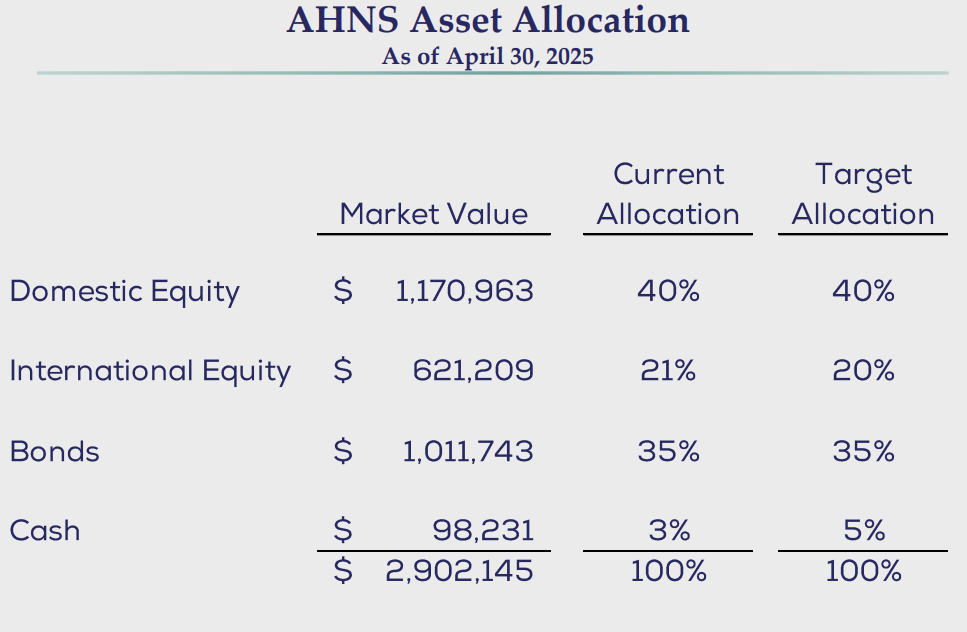 AHNS Asset Allocation
As of April 30, 2025
Current Target
Market Value Allocation Allocation
Domestic Equity $ 1,170,963 40% 40%
International Equity $ 621,209 21% 20%
Bonds $ 1,011,743 35% 35%
Cash $ 98,231 3% 5%
$ 2,902,145 100% 100%